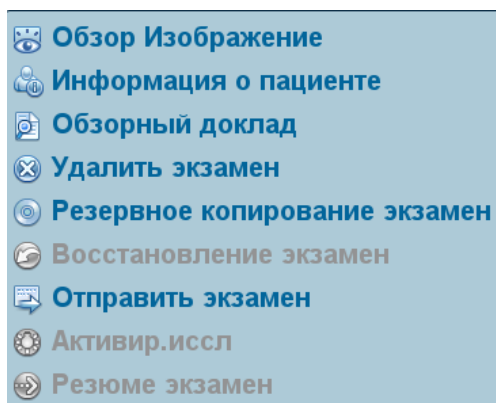 Обзор Изображение
Информация о пациенте
Обзорный доклад
Удалить экзамен
Резервное копирование экзамен
Восстановление экзамен
Отправить экзамен
Активир.иссл
Резюме экзамен